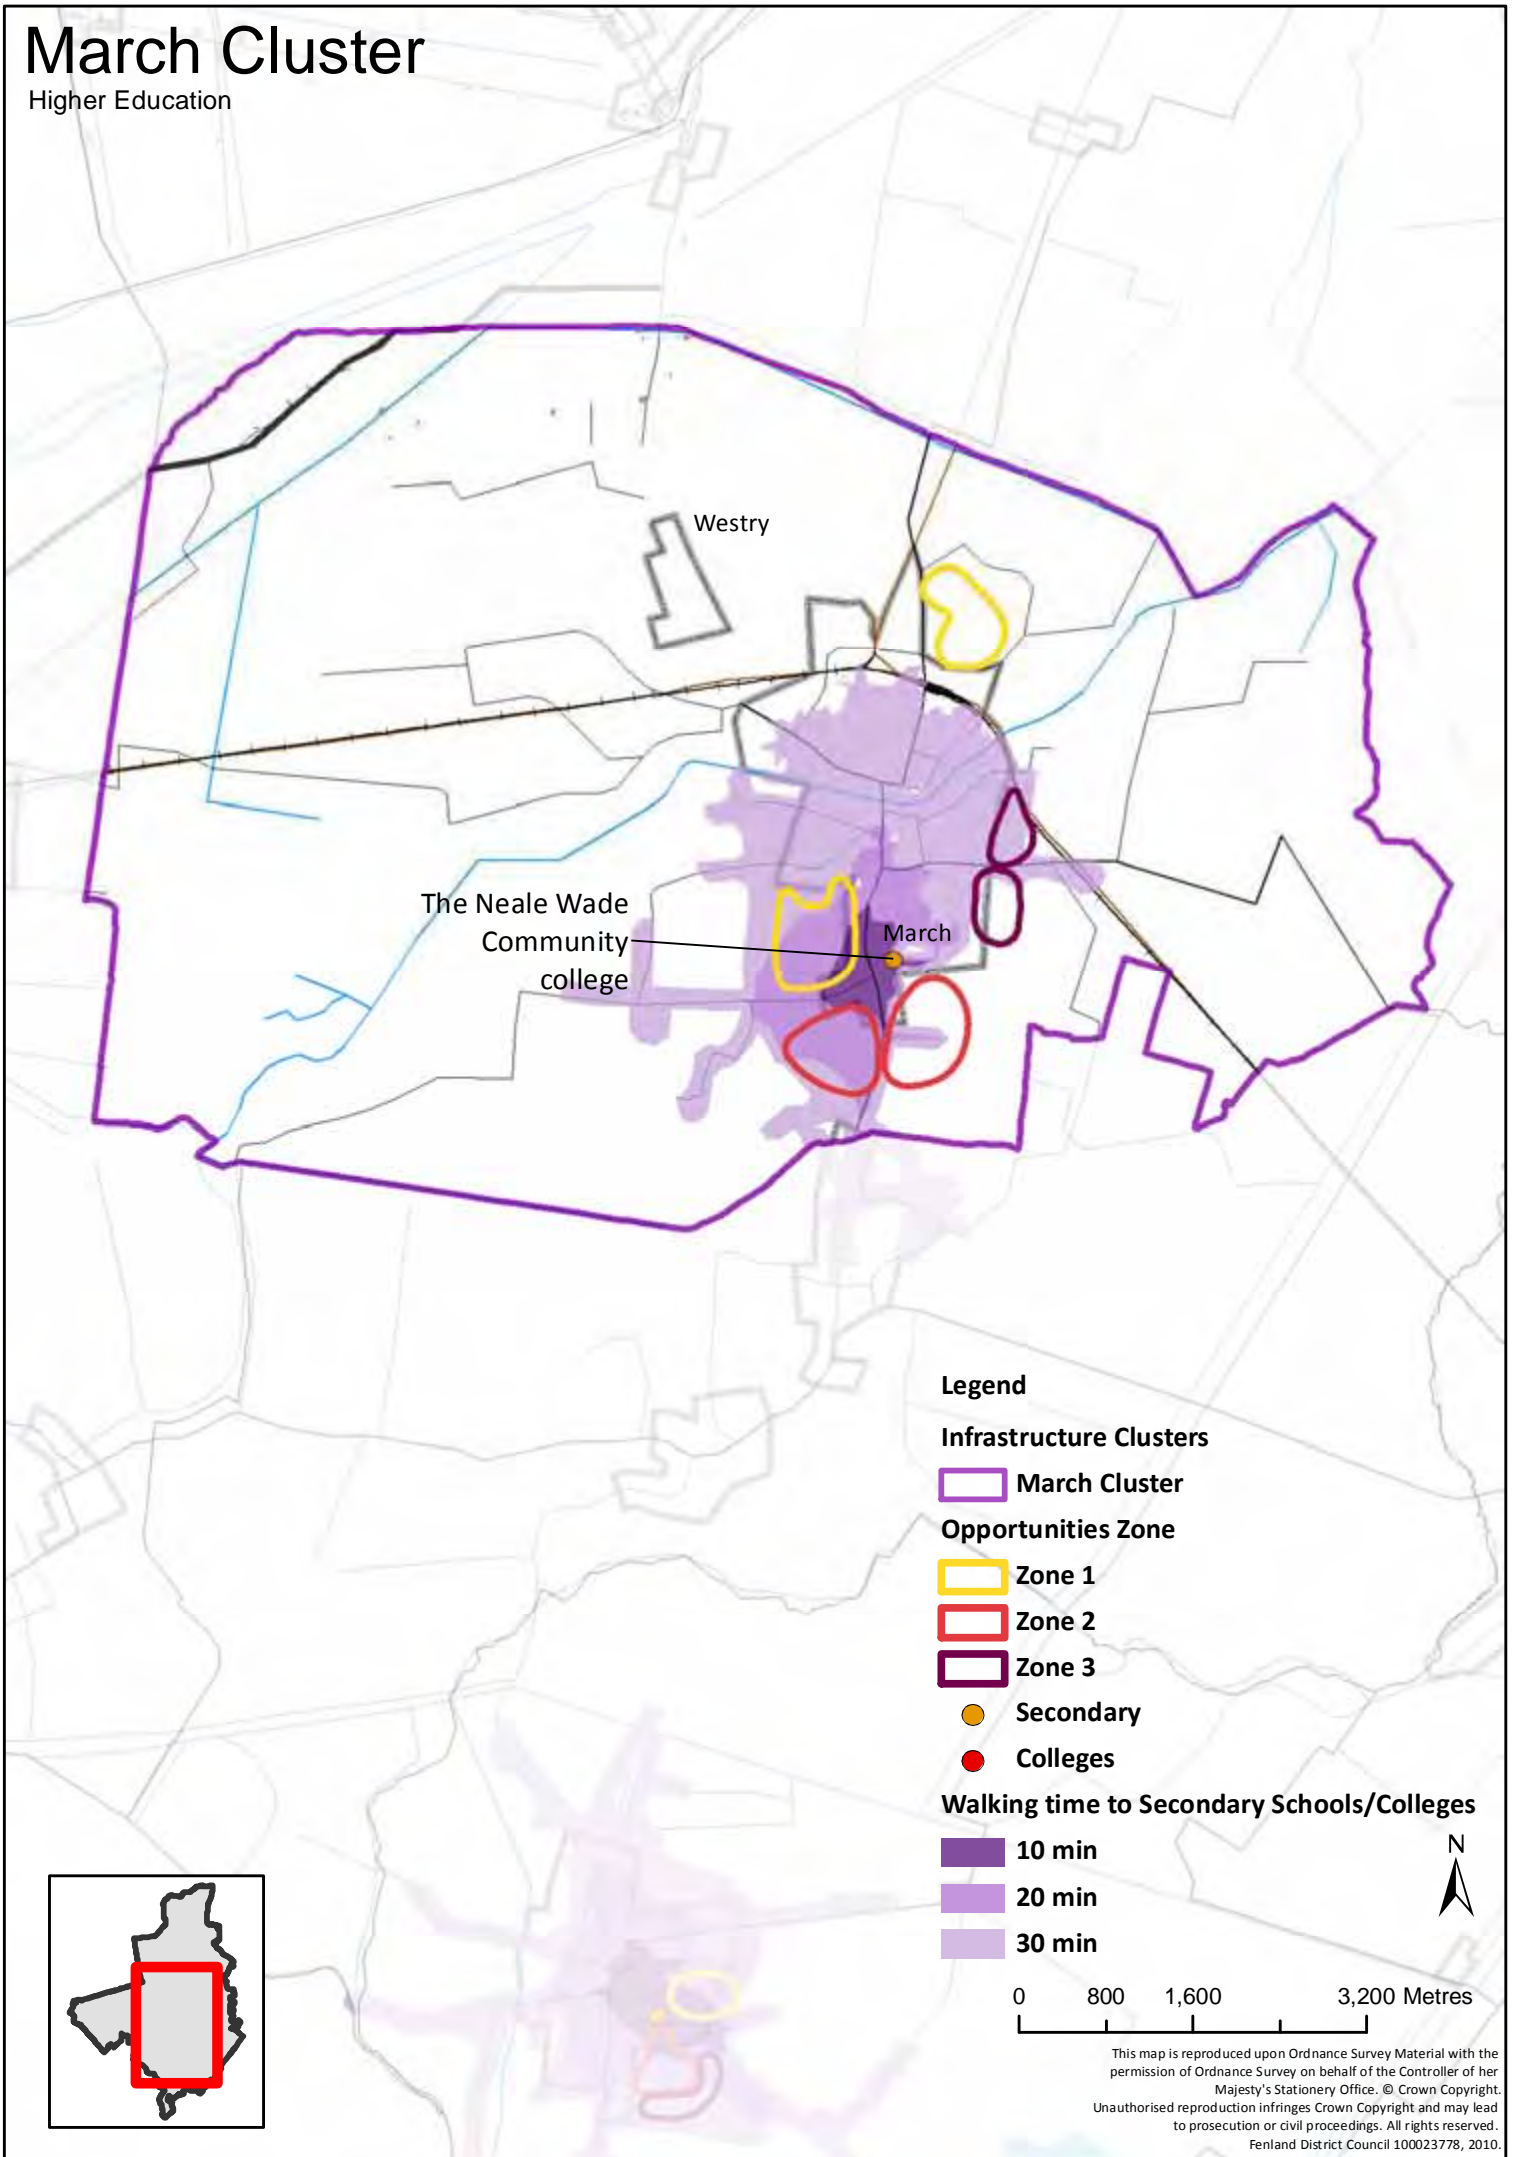 March Cluster
Higher Education
Westry
The Neale Wade
Community
college
March
Legend
Infrastructure Clusters
March Cluster
Opportunities Zone
Zone 1
Zone 2
Zone 3
Secondary
Colleges
Walking time to Secondary Schools/Colleges
10 min
20 min
30 min
N
0 800 1,600 3,200 Metres
This map is reproduced upon Ordnance Survey Material with the
permission of Ordnance Survey on behalf of the Controller of her
Majesty's Stationery Office. © Crown Copyright.
Unauthorised reproduction infringes Crown Copyright and may lead
to prosecution or civil proceedings. All rights reserved.
Fenland District Council 100023778, 2010.